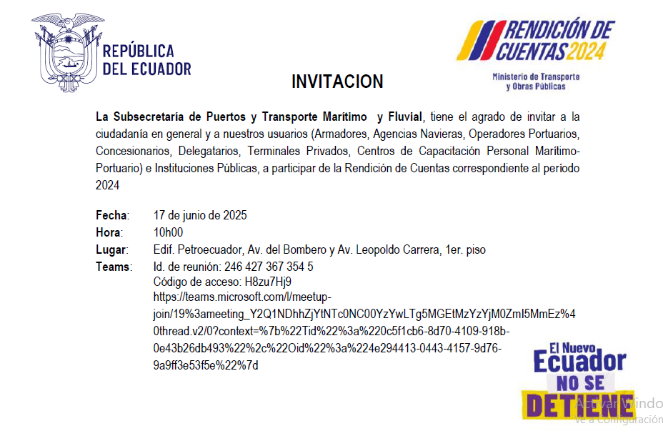 REPÚBLICA
DEL ECUADOR
RENDICIÓN DE
CUENTAS 2024
Ministerio de Transporte
y Obras Públicas
INVITACION
La Subsecretaría de Puertos y Transporte Marítimo y Fluvial, tiene el agrado de invitar a la
ciudadanía en general y a nuestros usuarios (Armadores, Agencias Navieras, Operadores Portuarios,
Concesionarios, Delegatarios, Terminales Privados, Centros de Capacitación Personal Marítimo-
Portuario) e Instituciones Públicas, a participar de la Rendición de Cuentas correspondiente al período
2024
Fecha: 17 de junio de 2025
Hora: 10h00
Lugar: Edif. Petroecuador, Av. del Bombero y Av. Leopoldo Carrera, 1er. piso
Teams: Id. de reunión: 246 427 367 354 5
Código de acceso: H8zu7Hj9
https://teams.microsoft.com/l/meetup-
join/19%3ameeting_Y2Q1NDhhZjYtNTc0NC00YzYwLTg5MGEtMzYzYjM0ZmI5MmEz%4
0thread.v2/0?context=%7b%22Tid%22%3a%220c5f1cb6-8d70-4109-918b-
0e43b26db493%22%2c%22Oid%22%3a%224e294413-0443-4157-9d76-
9a9ff3e53f5e%22%7d
El Nuevo
Ecuador
NO SE
DETIENE